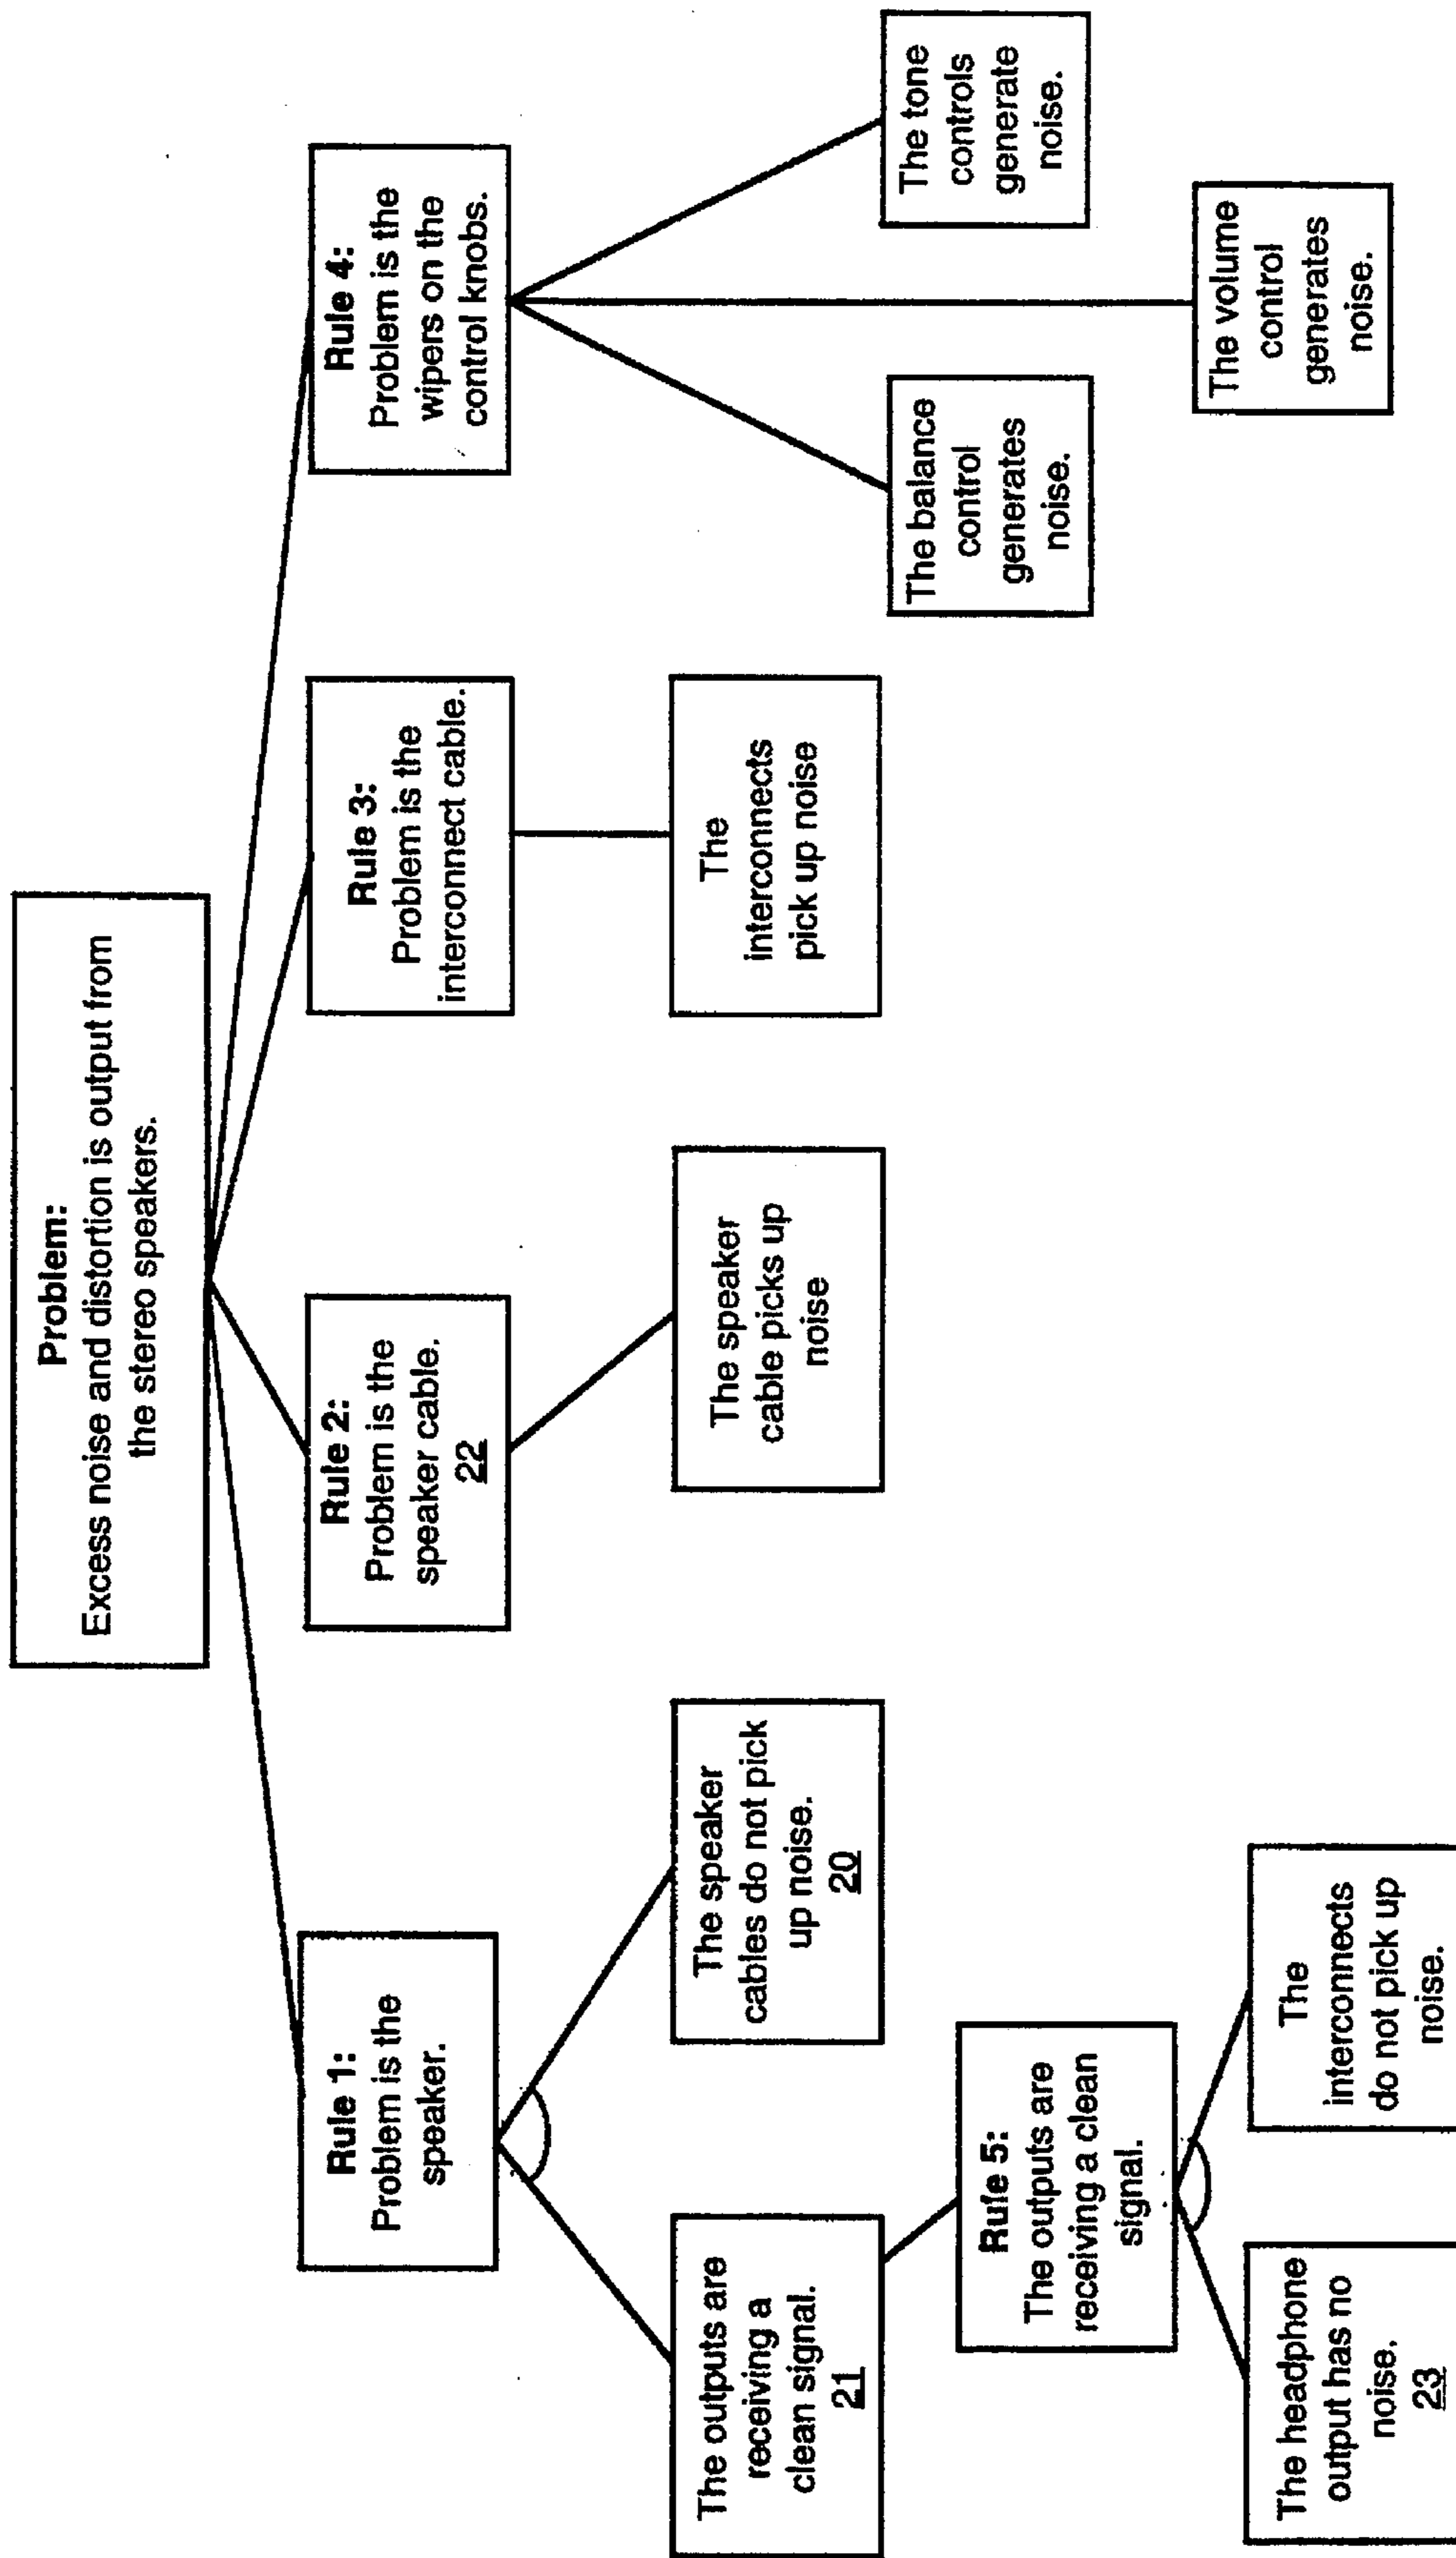 Problem:
Excess noise and distortion is output from
the stereo speakers.
Rule 1:
Problem is the
speaker.
Rule 2:
Problem is the
speaker cable.
22
Rule 3:
Problem is the
interconnect cable.
Rule 4:
Problem is the
wipers on the
control knobs.
The outputs are
receiving a
clean signal.
21
The speaker
cables do not pick
up noise.
20
The speaker
cable picks up
noise
The
interconnects
pick up noise
The balance
control
generates
noise.
The tone
controls
generate
noise.
The volume
control
generates
noise.
Rule 5:
The outputs are
receiving a clean
signal.
The headphone
output has no
noise.
23
The
interconnects
do not pick up
noise.